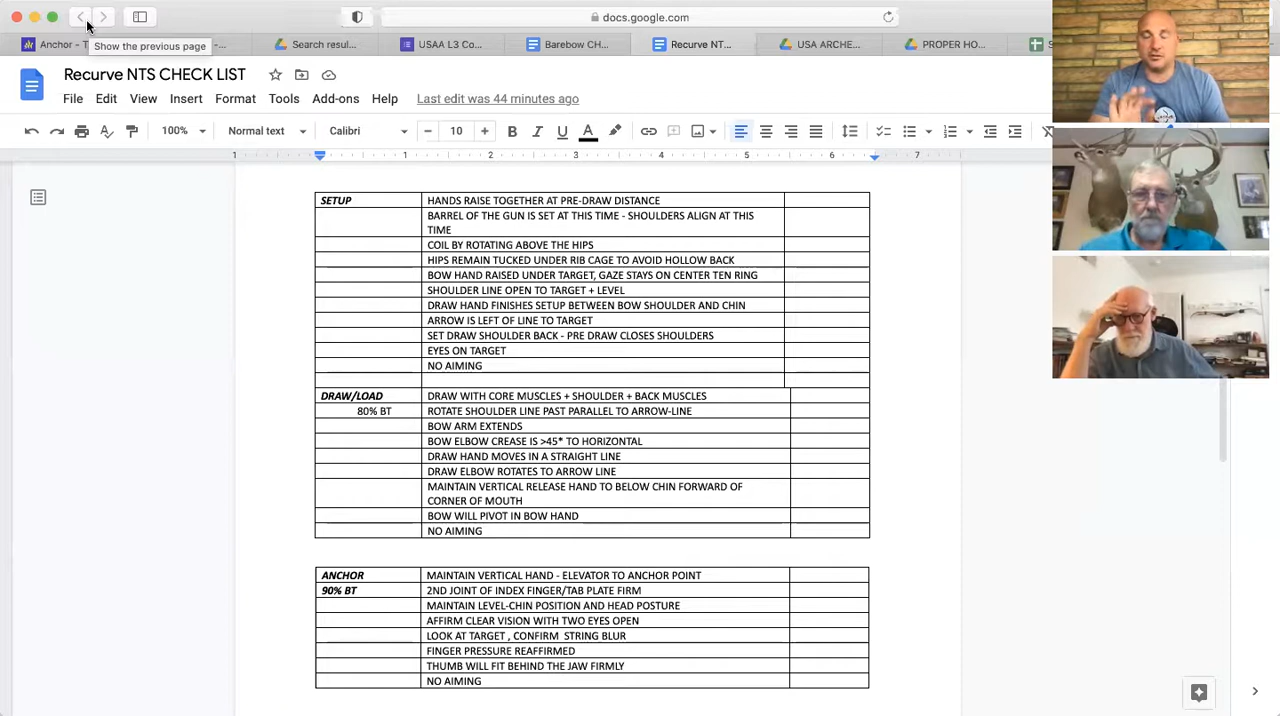 docs.google.com
Anchor - T
Show the previous page
Search resul...
USAA L3 Co...
Barebow CH...
Recurve NT...
USA ARCHE...
PROPER HO...
Recurve NTS CHECK LIST
File Edit View Insert Format Tools Add-ons Help Last edit was 44 minutes ago
100% Normal text Calibri 10 B I U A
1 1 2 3 4 5 6 7
SETUP HANDS RAISE TOGETHER AT PRE-DRAW DISTANCE
BARREL OF THE GUN IS SET AT THIS TIME - SHOULDERS ALIGN AT THIS
TIME
COIL BY ROTATING ABOVE THE HIPS
HIPS REMAIN TUCKED UNDER RIB CAGE TO AVOID HOLLOW BACK
BOW HAND RAISED UNDER TARGET, GAZE STAYS ON CENTER TEN RING
SHOULDER LINE OPEN TO TARGET + LEVEL
DRAW HAND FINISHES SETUP BETWEEN BOW SHOULDER AND CHIN
ARROW IS LEFT OF LINE TO TARGET
SET DRAW SHOULDER BACK - PRE DRAW CLOSES SHOULDERS
EYES ON TARGET
NO AIMING
DRAW/LOAD DRAW WITH CORE MUSCLES + SHOULDER + BACK MUSCLES
80% BT ROTATE SHOULDER LINE PAST PARALLEL TO ARROW-LINE
BOW ARM EXTENDS
BOW ELBOW CREASE IS >45* TO HORIZONTAL
DRAW HAND MOVES IN A STRAIGHT LINE
DRAW ELBOW ROTATES TO ARROW LINE
MAINTAIN VERTICAL RELEASE HAND TO BELOW CHIN FORWARD OF
CORNER OF MOUTH
BOW WILL PIVOT IN BOW HAND
NO AIMING
ANCHOR MAINTAIN VERTICAL HAND - ELEVATOR TO ANCHOR POINT
90% BT 2ND JOINT OF INDEX FINGER/TAB PLATE FIRM
MAINTAIN LEVEL-CHIN POSITION AND HEAD POSTURE
AFFIRM CLEAR VISION WITH TWO EYES OPEN
LOOK AT TARGET , CONFIRM STRING BLUR
FINGER PRESSURE REAFFIRMED
THUMB WILL FIT BEHIND THE JAW FIRMLY
NO AIMING